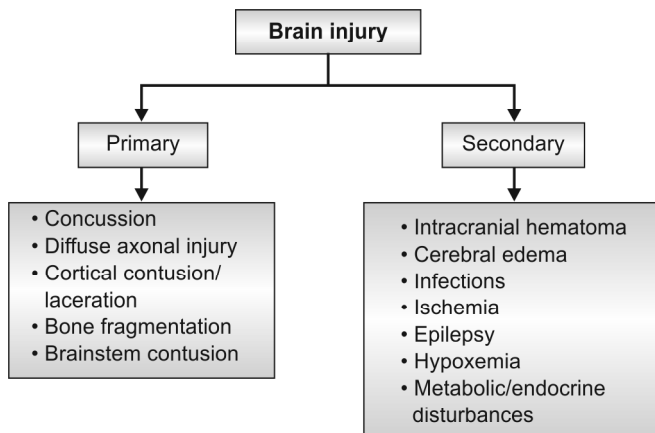 Brain injury
Primary
Secondary
• Concussion
• Diffuse axonal injury
• Cortical contusion/
laceration
• Bone fragmentation
• Brainstem contusion
• Intracranial hematoma
• Cerebral edema
• Infections
• Ischemia
• Epilepsy
• Hypoxemia
• Metabolic/endocrine
disturbances